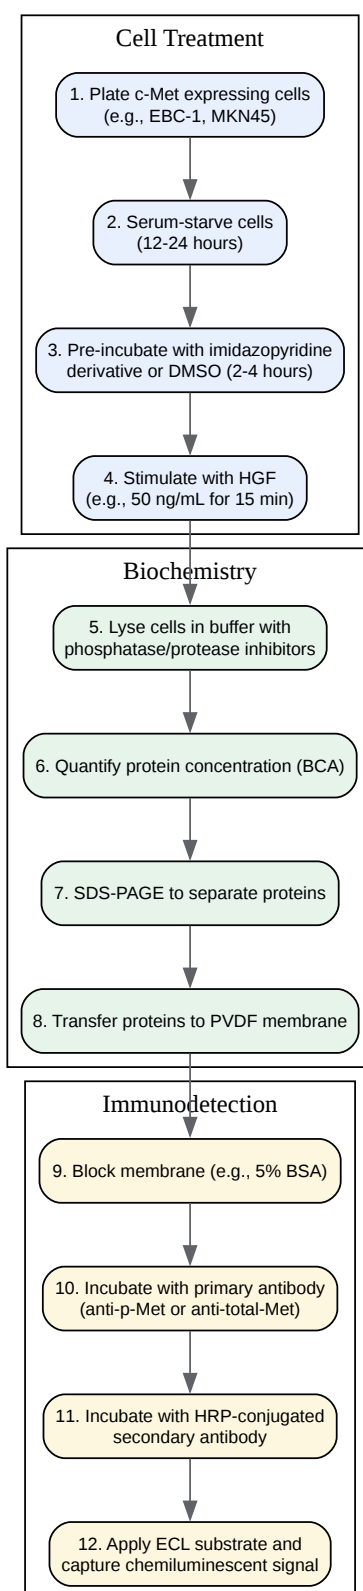 Cell Treatment
1. Plate c-Met expressing cells
(e.g., EBC-1, MKN45)
2. Serum-starve cells
(12-24 hours)
3. Pre-incubate with imidazopyridine
derivative or DMSO (2-4 hours)
4. Stimulate with HGF
(e.g., 50 ng/mL for 15 min)
Biochemistry
5. Lyse cells in buffer with
phosphatase/protease inhibitors
6. Quantify protein concentration (BCA)
7. SDS-PAGE to separate proteins
8. Transfer proteins to PVDF membrane
Immunodetection
9. Block membrane (e.g., 5% BSA)
10. Incubate with primary antibody
(anti-p-Met or anti-total-Met)
11. Incubate with HRP-conjugated
secondary antibody
12. Apply ECL substrate and
capture chemiluminescent signal